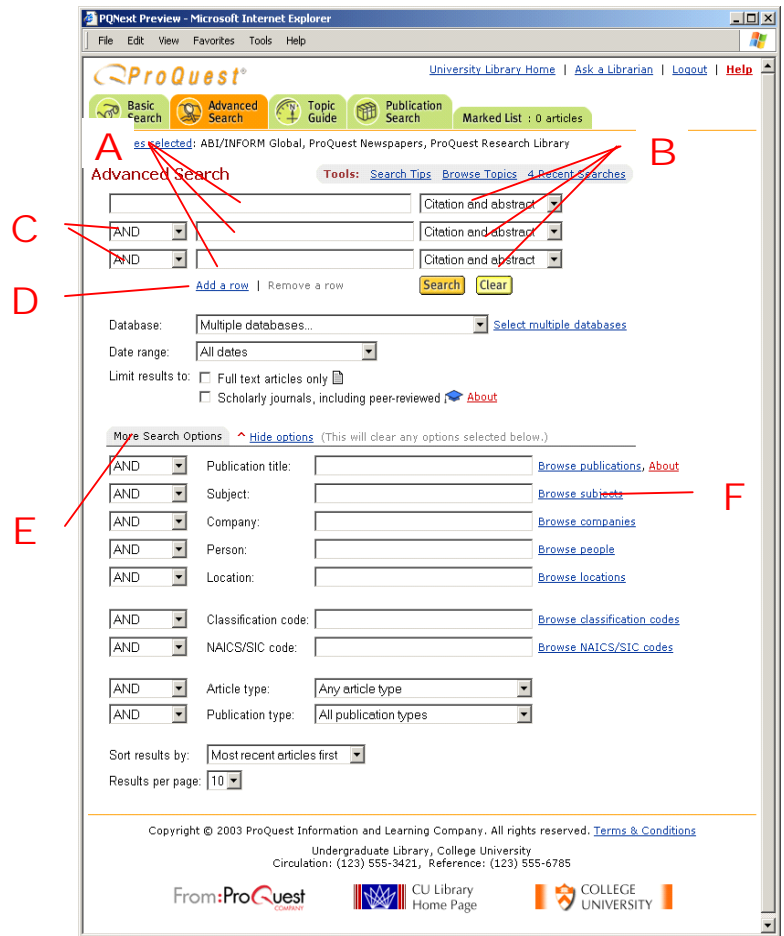 PQNext Preview - Microsoft Internet Explorer
File Edit View Favorites Tools Help
ProQuest® University Library Home | Ask a Librarian | Logout | Help
Basic Search Advanced Search Topic Guide Publication Search Marked List : 0 articles
A es selected: ABI/INFORM Global, ProQuest Newspapers, ProQuest Research Library B
Advanced Search Tools: Search Tips Browse Topics 4 Recent Searches
Citation and abstract
C AND Citation and abstract
AND Citation and abstract
D Add a row | Remove a row Search Clear
Database: Multiple databases... Select multiple databases
Date range: All dates
Limit results to: Full text articles only
Scholarly journals, including peer-reviewed About
More Search Options ^ Hide options (This will clear any options selected below.)
AND Publication title: Browse publications, About
AND Subject: Browse subjects F
E AND Company: Browse companies
AND Person: Browse people
AND Location: Browse locations
AND Classification code: Browse classification codes
AND NAICS/SIC code: Browse NAICS/SIC codes
AND Article type: Any article type
AND Publication type: All publication types
Sort results by: Most recent articles first
Results per page: 10
Copyright © 2003 ProQuest Information and Learning Company. All rights reserved. Terms & Conditions
Undergraduate Library, College University
Circulation: (123) 555-3421, Reference: (123) 555-6785
From:ProQuest COMPANY CU Library Home Page COLLEGE UNIVERSITY